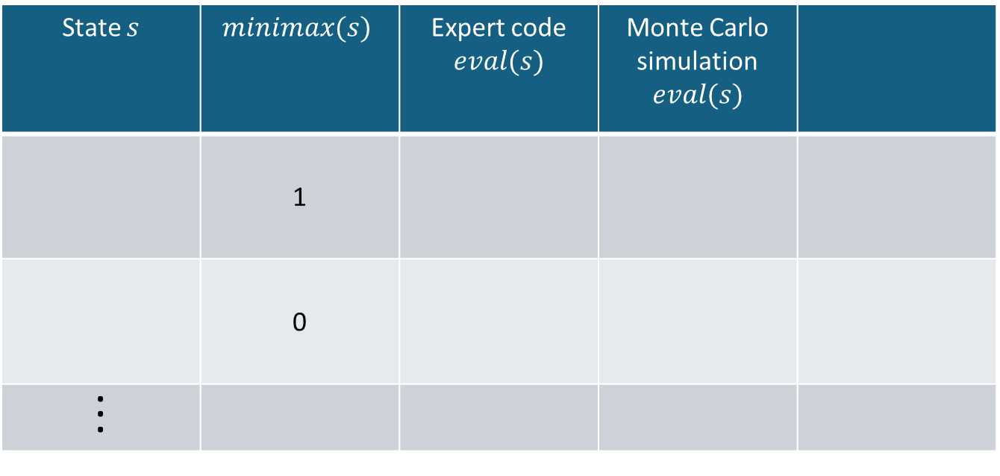 State s
minimax(s)
Expert code
eval(s)
Monte Carlo
simulation
eval(s)
1
0
⋮